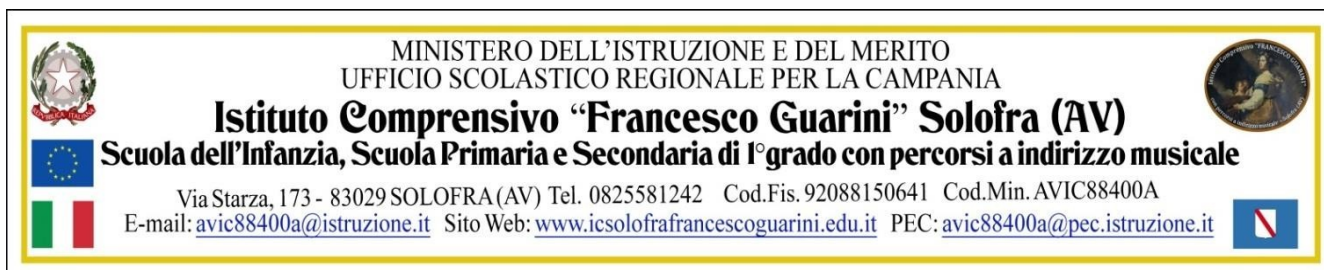 MINISTERO DELL’ISTRUZIONE E DEL MERITO
UFFICIO SCOLASTICO REGIONALE PER LA CAMPANIA
Istituto Comprensivo “Francesco Guarini” Solofra (AV)
Scuola dell'Infanzia, Scuola Primaria e Secondaria di 1° grado con percorsi a indirizzo musicale
Via Starza, 173 - 83029 SOLOFRA (AV) Tel. 0825581242 Cod.Fis. 92088150641 Cod.Min. AVIC88400A
E-mail: avic88400a@istruzione.it Sito Web: www.icsolofrafrancescoguarini.edu.it PEC: avic88400a@pec.istruzione.it